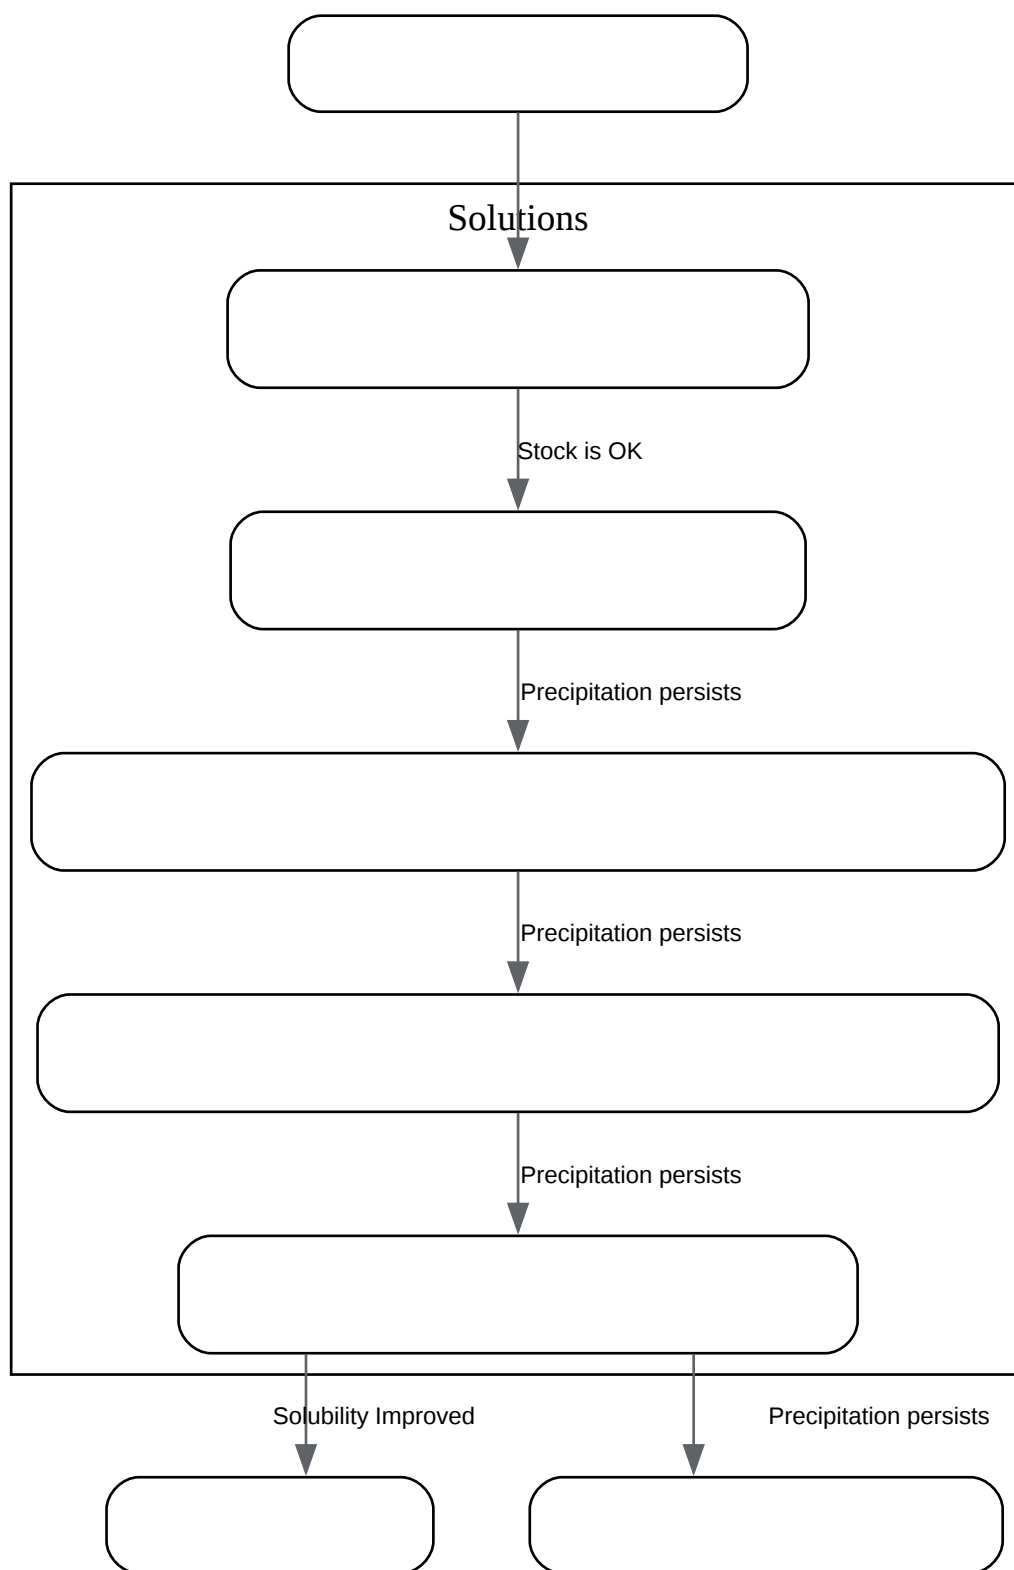 Solutions
Stock is OK
Precipitation persists
Precipitation persists
Precipitation persists
Solubility Improved
Precipitation persists